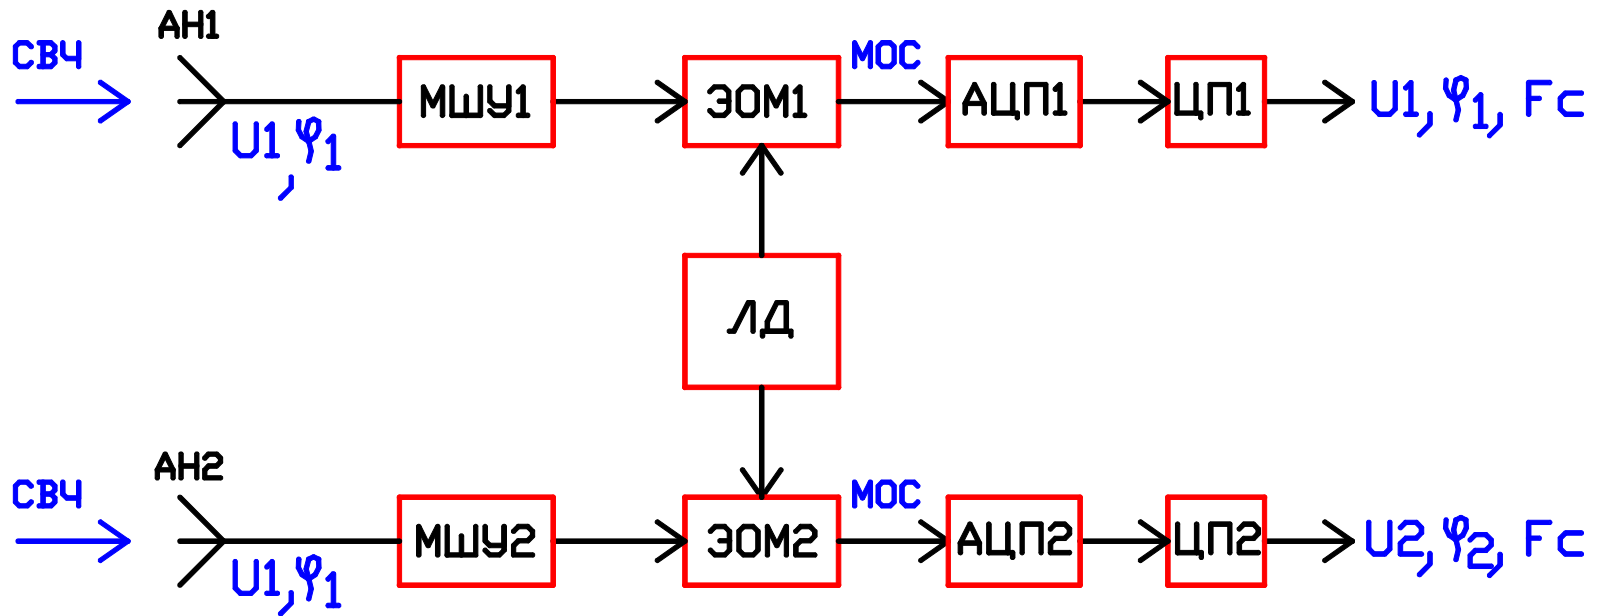 АН1
СВЧ
МШУ1 ЭОМ1 МОС АЦП1 ЦП1 U1, φ1, Fc
U1, φ1
ЛД
АН2
СВЧ
МШУ2 ЭОМ2 МОС АЦП2 ЦП2 U2, φ2, Fc
U1, φ1